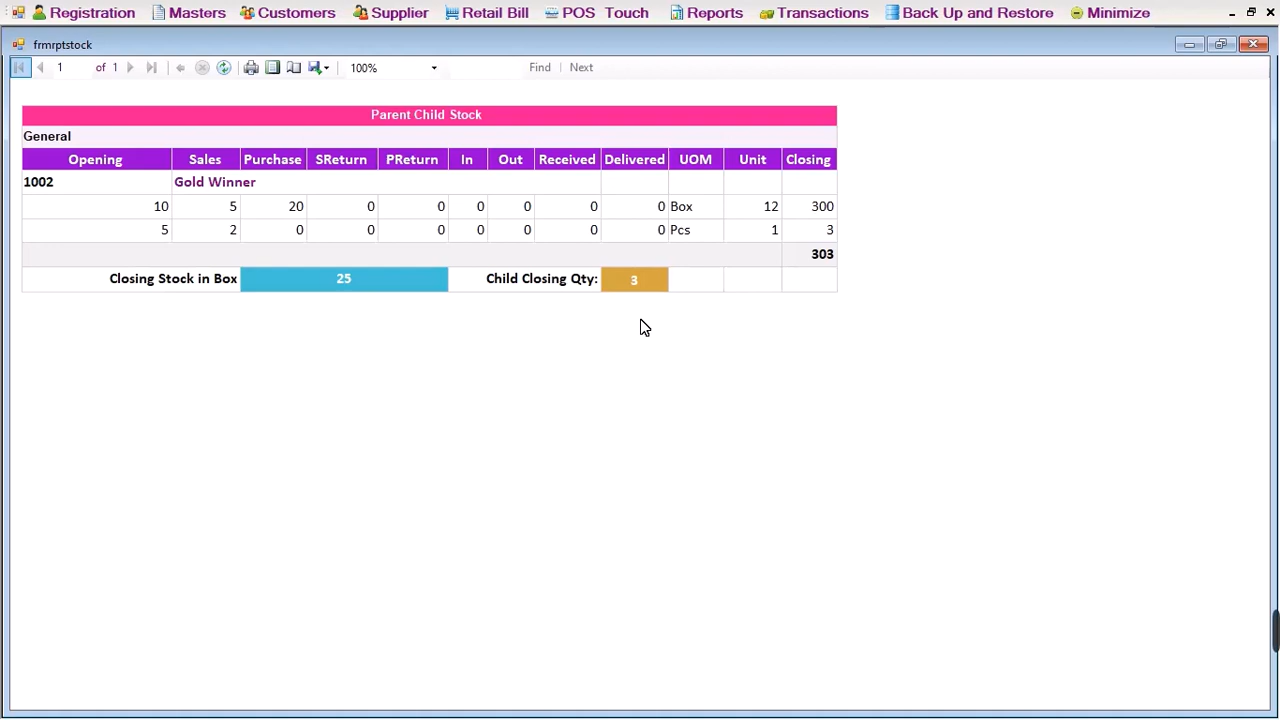 Registration Masters Customers Supplier Retail Bill POS Touch Reports Transactions Back Up and Restore Minimize
frmrptstock
1 of 1 100% Find | Next
Parent Child Stock
General
Opening Sales Purchase SReturn PReturn In Out Received Delivered UOM Unit Closing
1002 Gold Winner
10 5 20 0 0 0 0 0 0 Box 12 300
5 2 0 0 0 0 0 0 0 Pcs 1 3
303
Closing Stock in Box 25 Child Closing Qty: 3